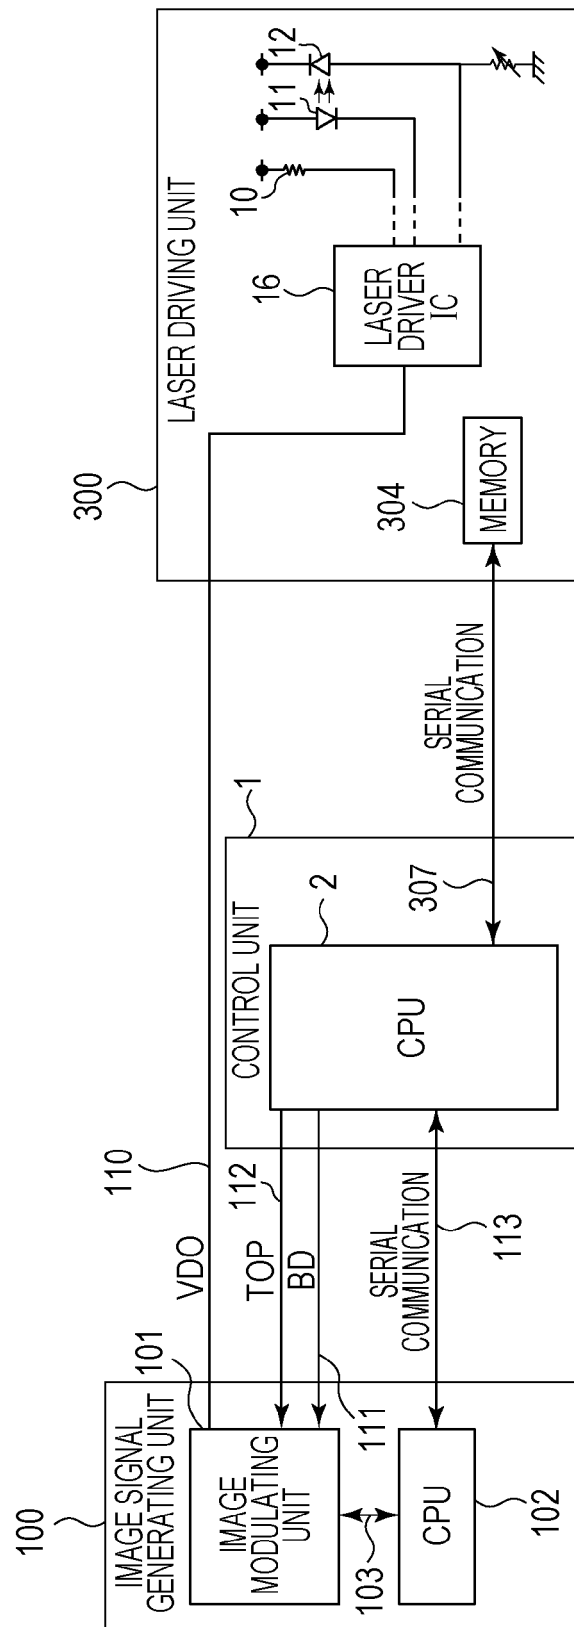 100
IMAGE SIGNAL
GENERATING UNIT
101
IMAGE
MODULATING
UNIT
103
CPU
102
VDO
110
TOP
112
BD
111
SERIAL
COMMUNICATION
113
1
CONTROL UNIT
2
CPU
307
SERIAL
COMMUNICATION
300
LASER DRIVING UNIT
304
MEMORY
16
LASER
DRIVER
IC
10
11
12